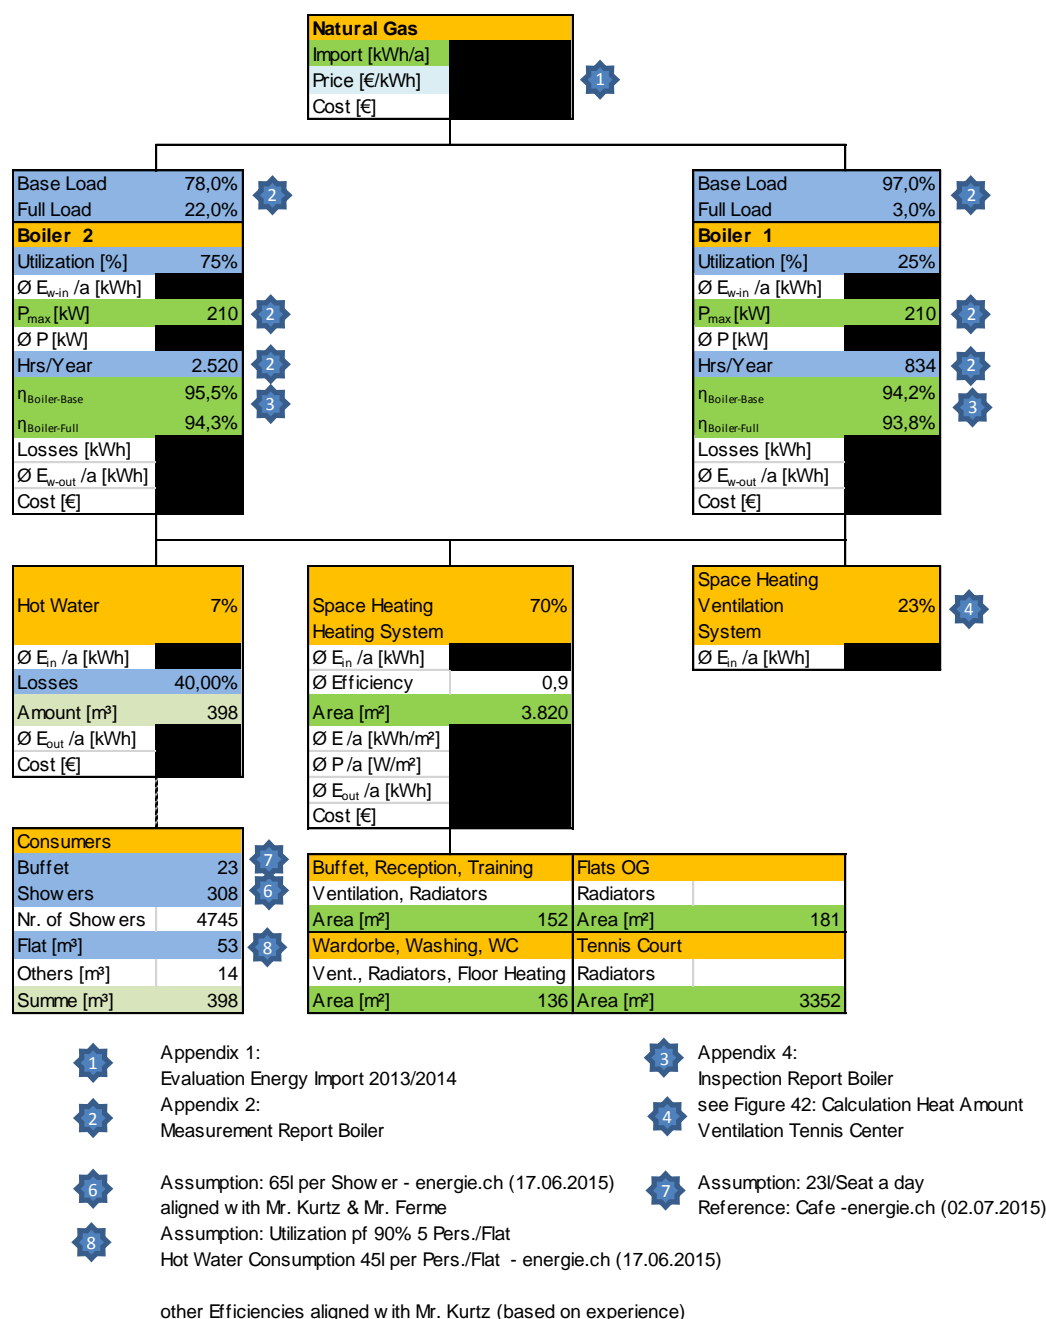 Natural Gas
Import [kWh/a]
Price [€/kWh]
1
Cost [€]
Base Load 78,0%
Full Load 22,0%
2
Boiler 2
Utilization [%] 75%
Ø Ew-in /a [kWh]
Pmax [kW] 210
2
Ø P [kW]
Hrs/Year 2.520
2
ηBoiler-Base 95,5%
3
ηBoiler-Full 94,3%
Losses [kWh]
Ø Ew-out /a [kWh]
Cost [€]
Base Load 97,0%
Full Load 3,0%
2
Boiler 1
Utilization [%] 25%
Ø Ew-in /a [kWh]
Pmax [kW] 210
2
Ø P [kW]
Hrs/Year 834
2
ηBoiler-Base 94,2%
3
ηBoiler-Full 93,8%
Losses [kWh]
Ø Ew-out /a [kWh]
Cost [€]
Hot Water 7%
Ø Ein /a [kWh]
Losses 40,00%
Amount [m³] 398
Ø Eout /a [kWh]
Cost [€]
Space Heating 70%
Heating System
Ø Ein /a [kWh]
Ø Efficiency 0,9
Area [m²] 3.820
Ø E /a [kWh/m²]
Ø P /a [W/m²]
Ø Eout /a [kWh]
Cost [€]
Space Heating
Ventilation 23%
System
4
Ø Ein /a [kWh]
Consumers
Buffet 23
7
Showers 308
6
Nr. of Showers 4745
Flat [m³] 53
8
Others [m³] 14
Summe [m³] 398
Buffet, Reception, Training
Ventilation, Radiators
Area [m²] 152
Flats OG
Radiators
Area [m²] 181
Wardorbe, Washing, WC
Vent., Radiators, Floor Heating
Area [m²] 136
Tennis Court
Radiators
Area [m²] 3352
1
Appendix 1:
Evaluation Energy Import 2013/2014
2
Appendix 2:
Measurement Report Boiler
3
Appendix 4:
Inspection Report Boiler
4
see Figure 42: Calculation Heat Amount
Ventilation Tennis Center
6
Assumption: 65l per Shower - energie.ch (17.06.2015)
aligned with Mr. Kurtz & Mr. Ferme
7
Assumption: 23l/Seat a day
Reference: Cafe -energie.ch (02.07.2015)
8
Assumption: Utilization pf 90% 5 Pers./Flat
Hot Water Consumption 45l per Pers./Flat - energie.ch (17.06.2015)
other Efficiencies aligned with Mr. Kurtz (based on experience)